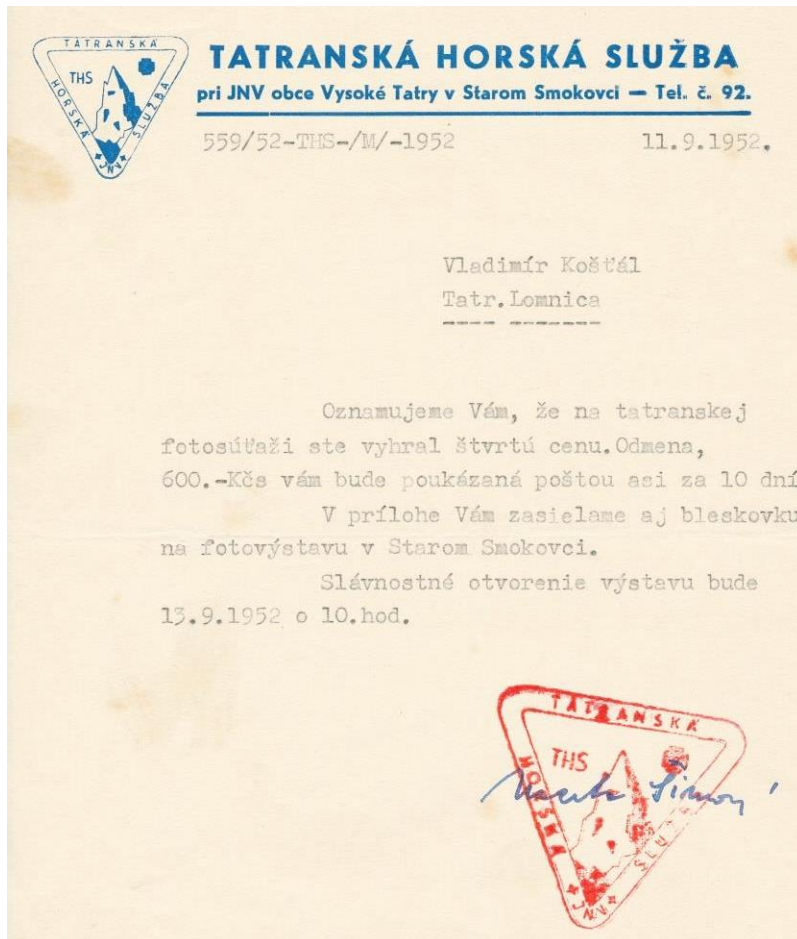 TATRANSKÁ
THS
HORSKÁ
SLUŽBA
JNV
TATRANSKÁ HORSKÁ SLUŽBA
pri JNV obce Vysoké Tatry v Starom Smokovci — Tel. č. 92.
559/52-THS-/M/-1952 11.9.1952.
Vladimír Košťál
Tatr.Lomnica
Oznamujeme Vám, že na tatranskej
fotosúťaži ste vyhral štvrtú cenu.Odmena,
600.-Kčs vám bude poukázaná poštou asi za 10 dní
V prílohe Vám zasielame aj bleskovku
na fotovýstavu v Starom Smokovci.
Slávnostné otvorenie výstavu bude
13.9.1952 o 10.hod.
TATRANSKÁ
THS
HORSKÁ
JNV